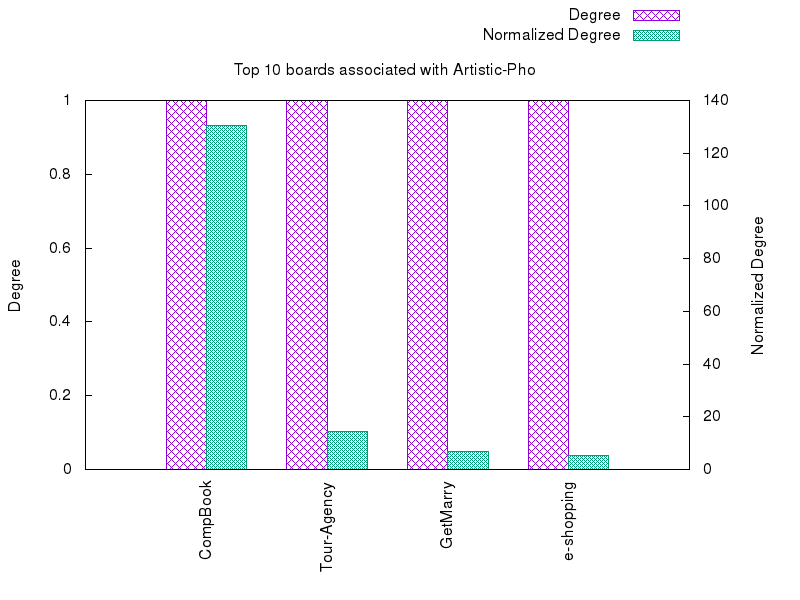 Degree
Normalized Degree
Top 10 boards associated with Artistic-Pho
1
0.8
0.6
0.4
0.2
0
Degree
140
120
100
80
60
40
20
0
Normalized Degree
CompBook
Tour-Agency
GetMarry
e-shopping